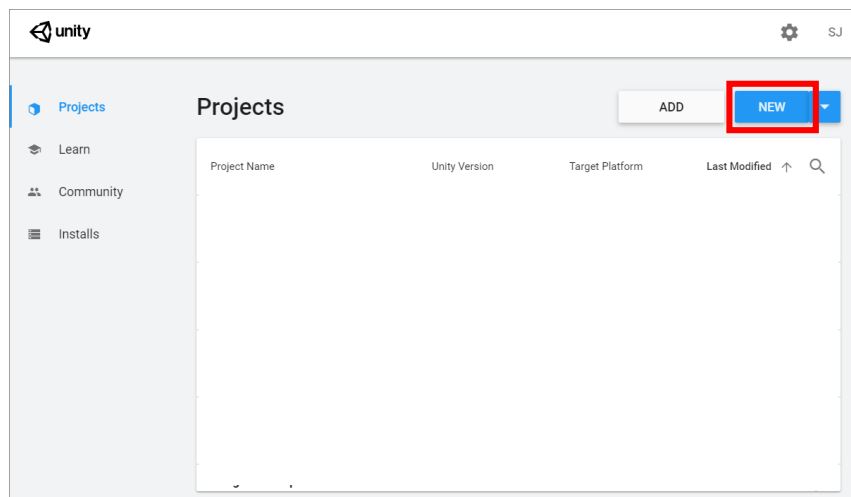 unity
SJ
Projects
Learn
Community
Installs
Projects
ADD
NEW
Project Name
Unity Version
Target Platform
Last Modified